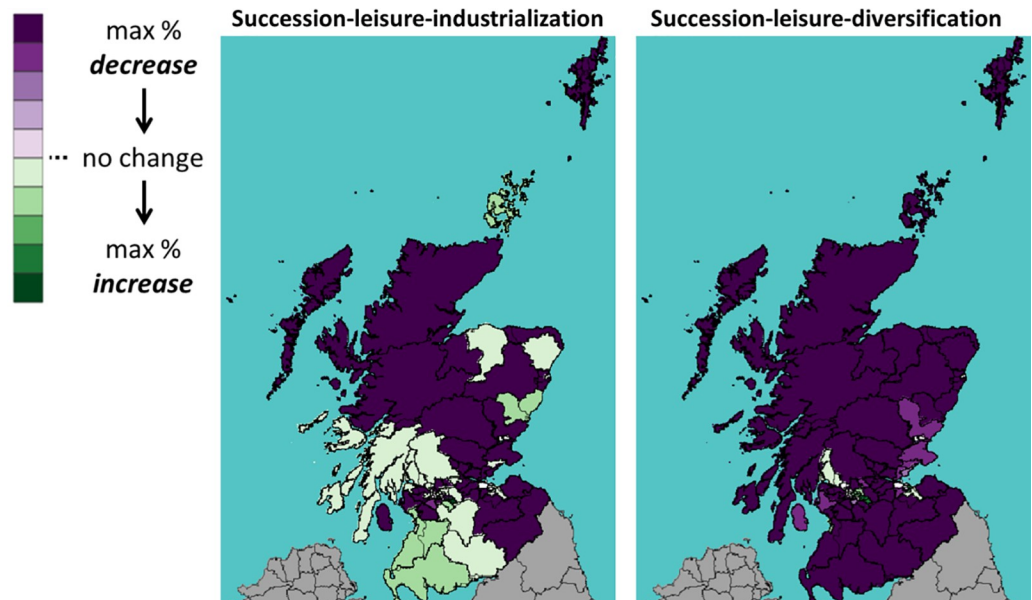 Succession-leisure-industrialization
Succession-leisure-diversification
max %
decrease
... no change
max %
increase